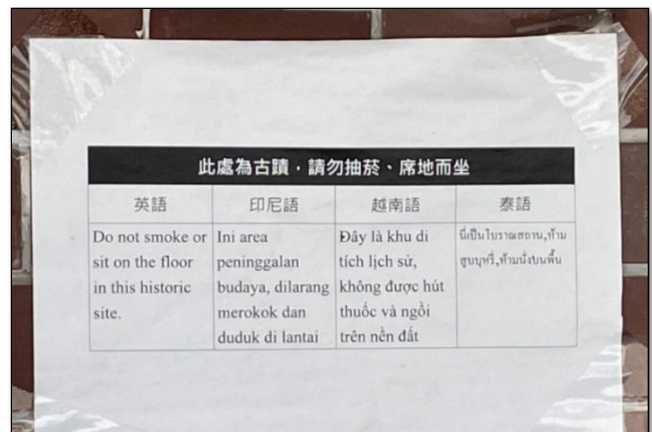 此處為古蹟，請勿抽菸、席地而坐
英語
印尼語
越南語
泰語
Do not smoke or
sit on the floor
in this historic
site.
Ini area
peninggalan
budaya, dilarang
merokok dan
duduk di lantai
Đây là khu di
tích lịch sử,
không được hút
thuốc và ngồi
trên nền đất
นี่เป็นโบราณสถาน,ห้าม
สูบบุหรี่,ห้ามนั่งบนพื้น